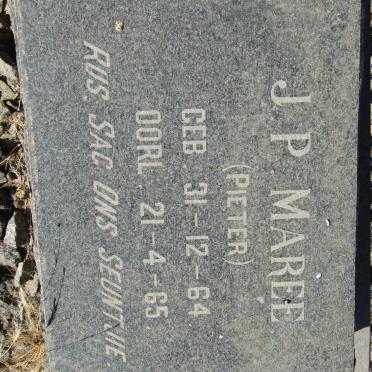 J P MAREE
(PIETER)
GEB. 31-12-64
OORL. 21-4-65
RUS SAG ONS SEUNTJIE